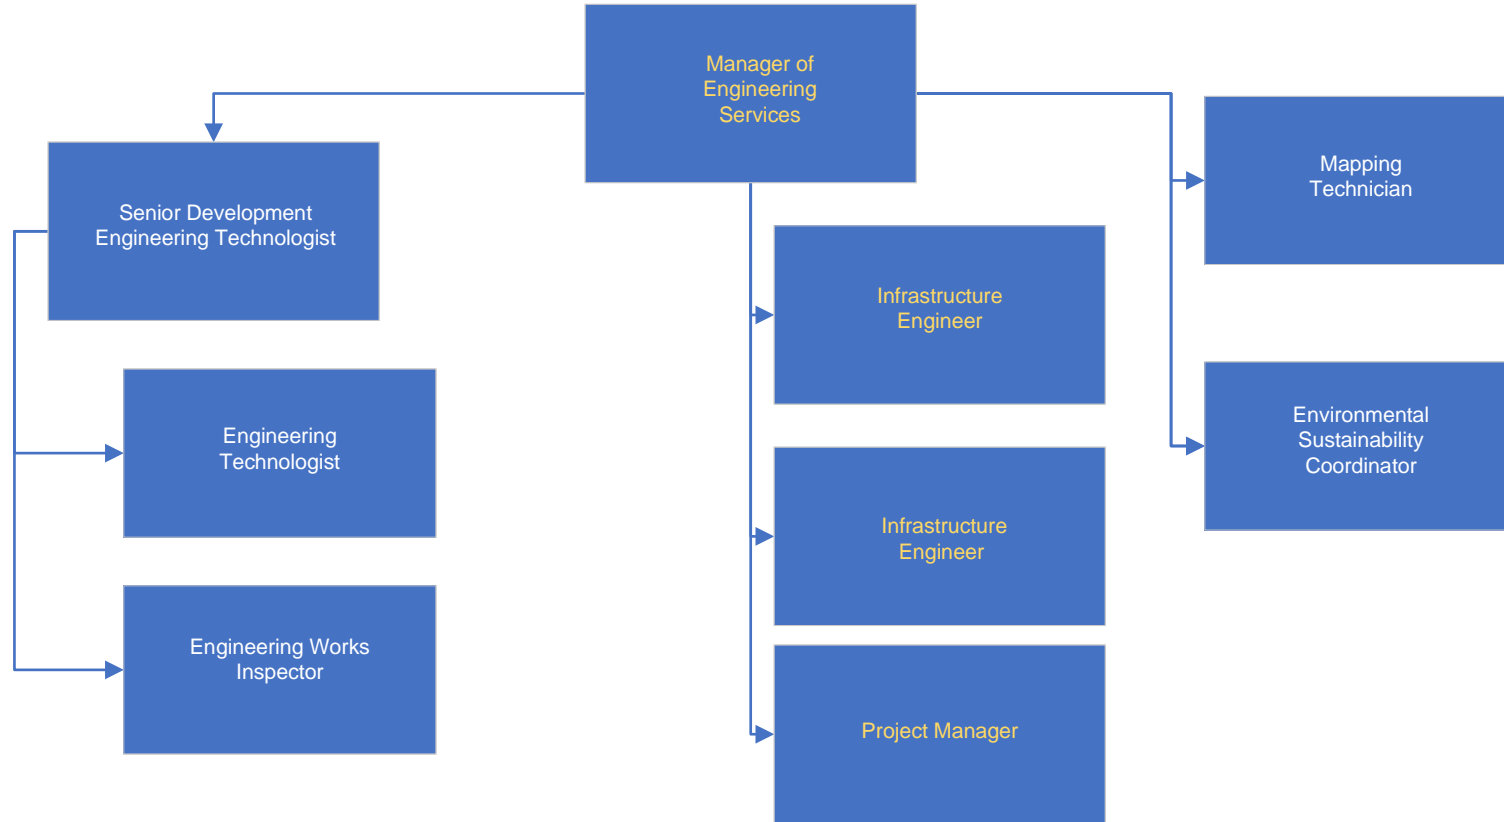 Manager of
Engineering
Services
Senior Development
Engineering Technologist
Engineering
Technologist
Engineering Works
Inspector
Infrastructure
Engineer
Infrastructure
Engineer
Project Manager
Mapping
Technician
Environmental
Sustainability
Coordinator